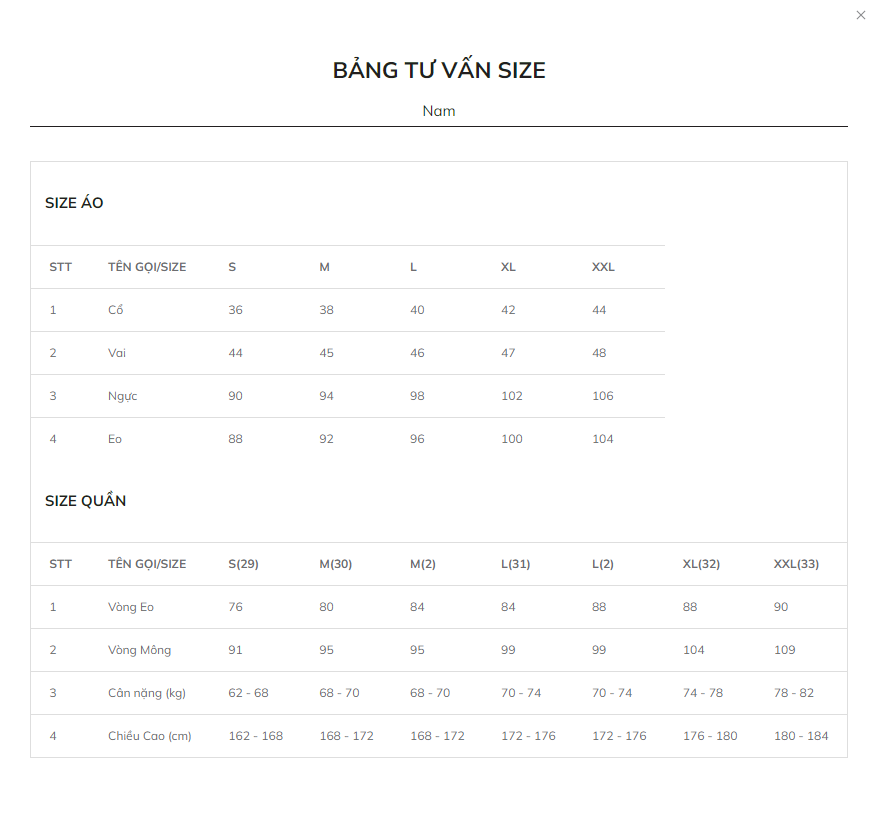 BẢNG TƯ VẤN SIZE
Nam
SIZE ÁO
STT TÊN GỌI/SIZE S M L XL XXL
1 Cổ 36 38 40 42 44
2 Vai 44 45 46 47 48
3 Ngực 90 94 98 102 106
4 Eo 88 92 96 100 104
SIZE QUẦN
STT TÊN GỌI/SIZE S(29) M(30) M(2) L(31) L(2) XL(32) XXL(33)
1 Vòng Eo 76 80 84 84 88 88 90
2 Vòng Mông 91 95 95 99 99 104 109
3 Cân nặng (kg) 62 - 68 68 - 70 68 - 70 70 - 74 70 - 74 74 - 78 78 - 82
4 Chiều Cao (cm) 162 - 168 168 - 172 168 - 172 172 - 176 172 - 176 176 - 180 180 - 184